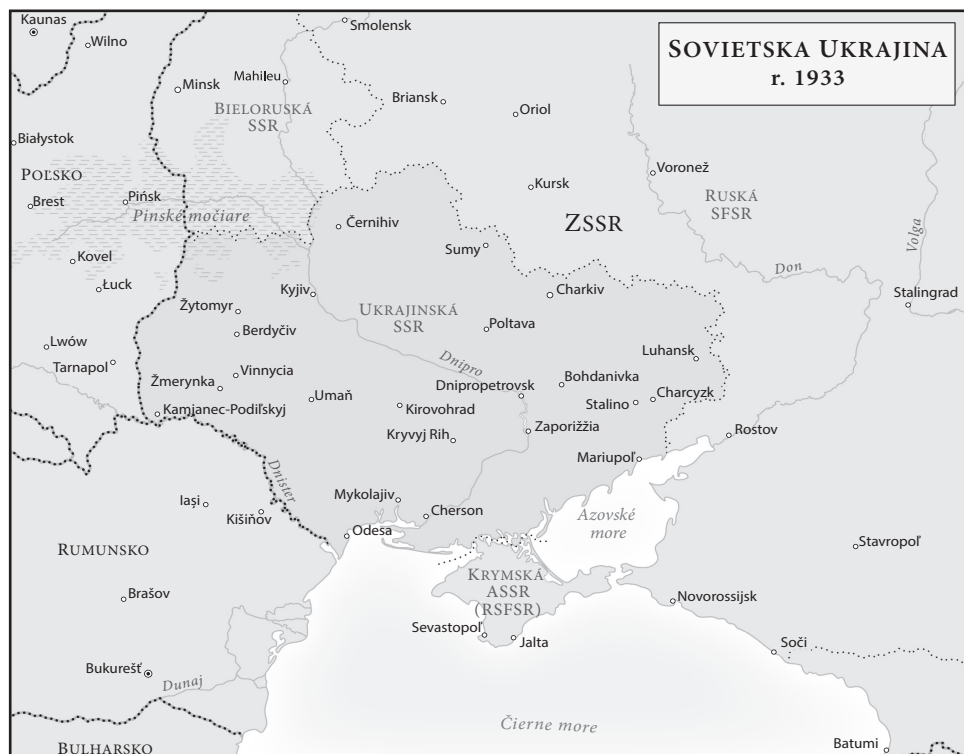 SOVIETSKA UKRAJINA
r. 1933
Kaunas
Wilno
Smolensk
Minsk
Mahileu
BIELORUSKÁ
SSR
Briansk
Oriol
Białystok
POĽSKO
Brest
Pińsk
Pinské močiare
Voronež
RUSKÁ
SFSR
Kursk
ZSSR
Volga
Don
Černihiv
Sumy
Kovel
Łuck
Kyjiv
Charkiv
Stalingrad
Žytomyr
UKRAJINSKÁ
SSR
Berdyčiv
Poltava
Lwów
Tarnapol
Dnipro
Luhansk
Vinnycia
Žmerynka
Dnipropetrovsk
Bohdanivka
Umaň
Kirovohrad
Stalino
Charcyzk
Kamjanec-Podiľskyj
Kryvyj Rih
Zaporižžia
Rostov
Mariupoľ
Dnister
Iași
Kišiňov
Mykolajiv
Cherson
Odesa
Azovské
more
Stavropoľ
RUMUNSKO
KRYMSKÁ
ASSR
(RSFSR)
Brašov
Novorossijsk
Sevastopoľ
Jalta
Soči
Bukurešť
Dunaj
Čierne more
BULHARSKO
Batumi